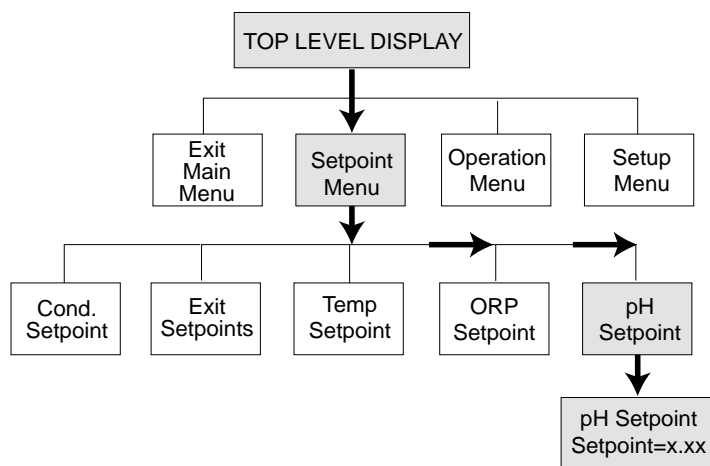 TOP LEVEL DISPLAY
Exit
Main
Menu
Setpoint
Menu
Operation
Menu
Setup
Menu
Cond.
Setpoint
Exit
Setpoints
Temp
Setpoint
ORP
Setpoint
pH
Setpoint
pH Setpoint
Setpoint=x.xx